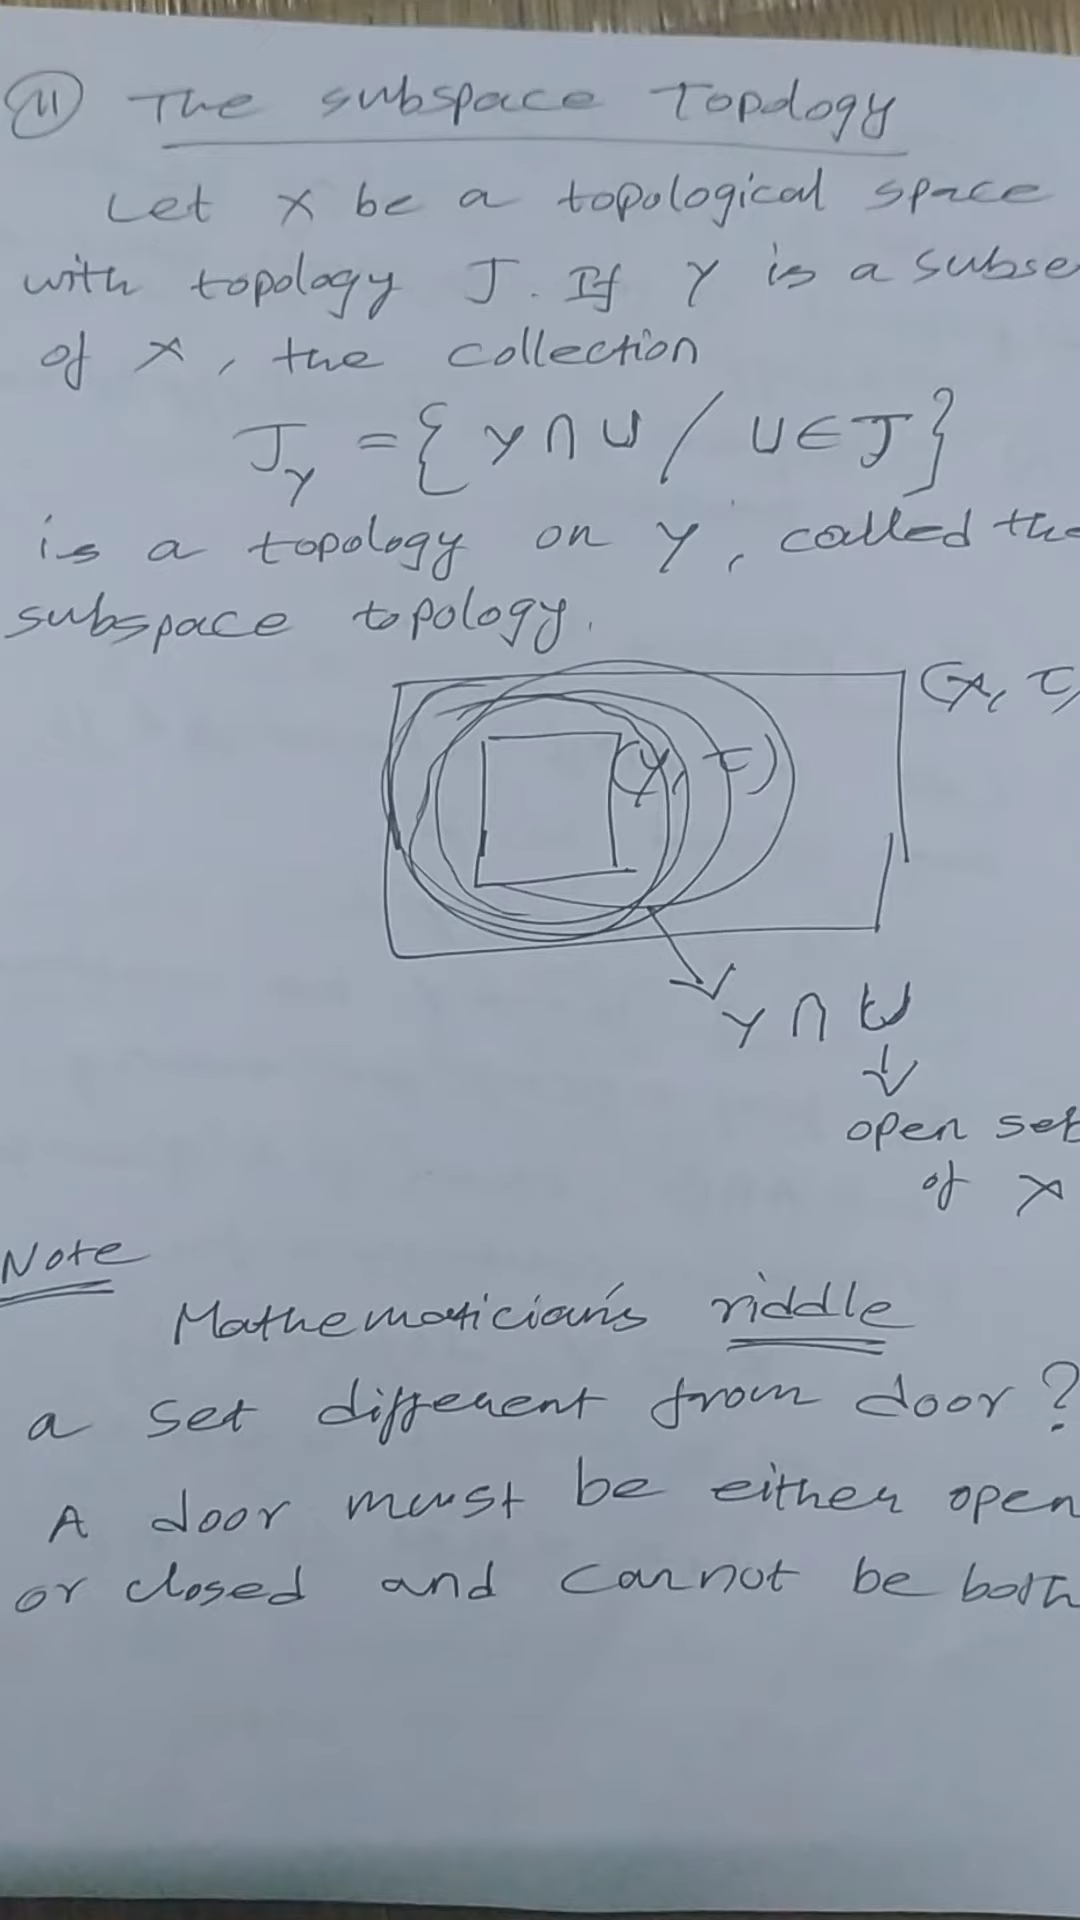 11 The subspace Topology
Let X be a topological space
with topology J. If Y is a subse
of X, the collection
J_Y = { Y ∩ U / U ∈ J }
is a topology on Y, called the
subspace topology.
(X, τ)
(Y, τ)
Y ∩ U
open set
of X
Note
Mathematician's riddle
a set different from door?
A door must be either open
or closed and cannot be both